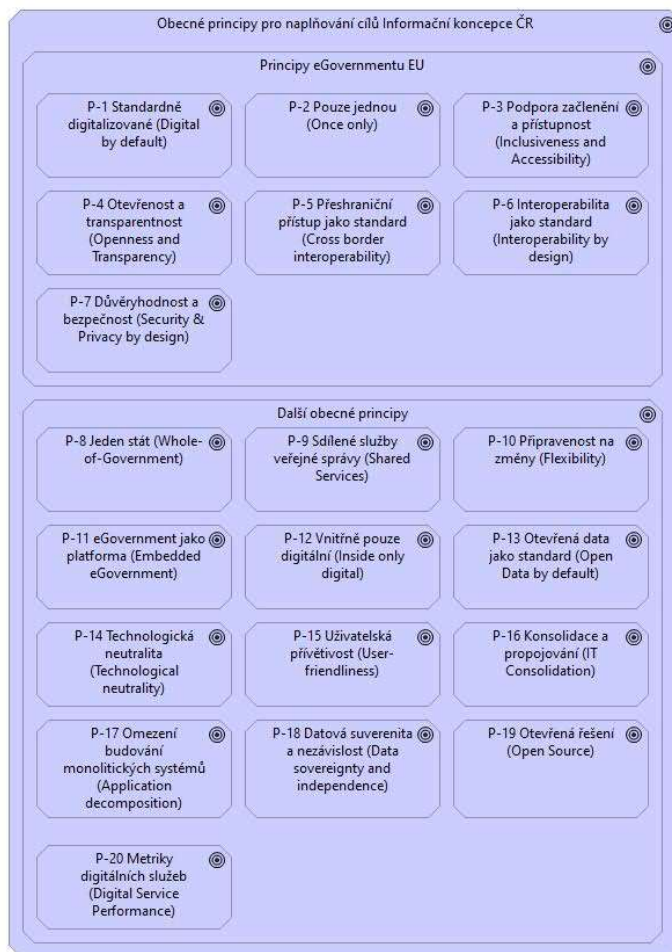 Obecné principy pro naplňování cílů Informační koncepce ČR
Principy eGovernmentu EU
P-1 Standardně
digitalizované (Digital
by default)
P-2 Pouze jednou
(Once only)
P-3 Podpora začlenění
a přístupnost
(Inclusiveness and
Accessibility)
P-4 Otevřenost a
transparentnost
(Openness and
Transparency)
P-5 Přeshraniční
přístup jako standard
(Cross border
interoperability)
P-6 Interoperabilita
jako standard
(Interoperability by
design)
P-7 Důvěryhodnost a
bezpečnost (Security &
Privacy by design)
Další obecné principy
P-8 Jeden stát (Whole-
of-Government)
P-9 Sdílené služby
veřejné správy (Shared
Services)
P-10 Připravenost na
změny (Flexibility)
P-11 eGovernment jako
platforma (Embedded
eGovernment)
P-12 Vnitřně pouze
digitální (Inside only
digital)
P-13 Otevřená data
jako standard (Open
Data by default)
P-14 Technologická
neutralita
(Technological
neutrality)
P-15 Uživatelská
přívětivost (User-
friendliness)
P-16 Konsolidace a
propojování (IT
Consolidation)
P-17 Omezení
budování
monolitických systémů
(Application
decomposition)
P-18 Datová suverenita
a nezávislost (Data
sovereignty and
independence)
P-19 Otevřená řešení
(Open Source)
P-20 Metriky
digitálních služeb
(Digital Service
Performance)